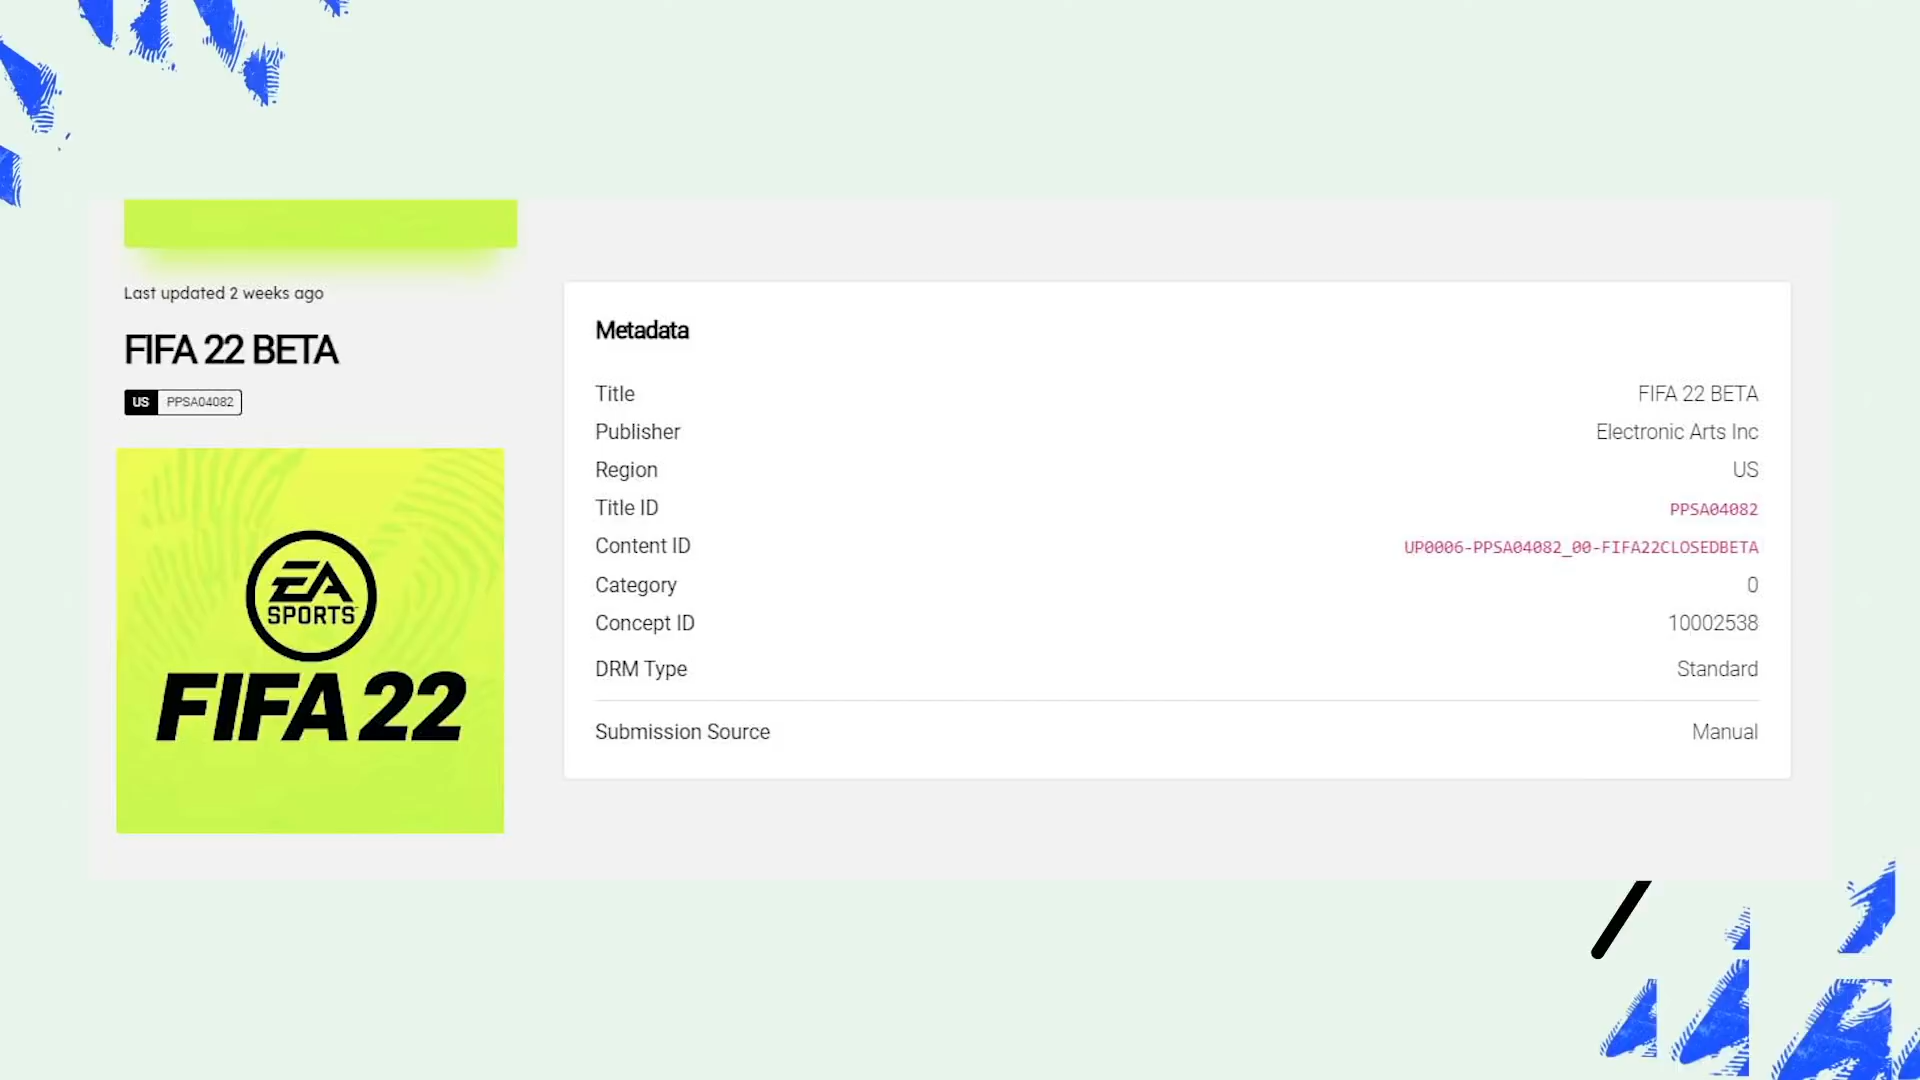 Last updated 2 weeks ago
FIFA 22 BETA
US PPSA04082
EA
SPORTS
FIFA 22
Metadata
Title FIFA 22 BETA
Publisher Electronic Arts Inc
Region US
Title ID PPSA04082
Content ID UP0006-PPSA04082_00-FIFA22CLOSEDBETA
Category 0
Concept ID 10002538
DRM Type Standard
Submission Source Manual